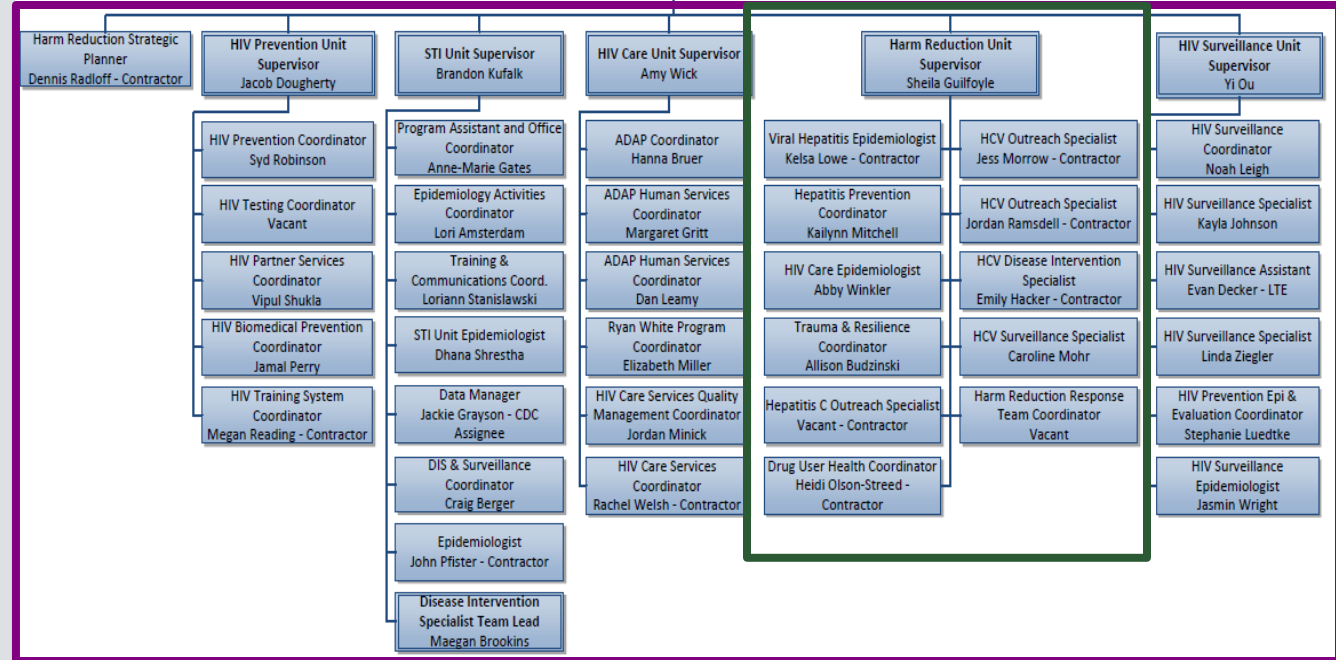 Harm Reduction Strategic
Planner
Dennis Radloff - Contractor
HIV Prevention Unit
Supervisor
Jacob Dougherty
HIV Prevention Coordinator
Syd Robinson
HIV Testing Coordinator
Vacant
HIV Partner Services
Coordinator
Vipul Shukla
HIV Biomedical Prevention
Coordinator
Jamal Perry
HIV Training System
Coordinator
Megan Reading - Contractor
STI Unit Supervisor
Brandon Kufalk
Program Assistant and Office
Coordinator
Anne-Marie Gates
Epidemiology Activities
Coordinator
Lori Amsterdam
Training &
Communications Coord.
Loriann Stanislawski
STI Unit Epidemiologist
Dhana Shrestha
Data Manager
Jackie Grayson - CDC
Assignee
DIS & Surveillance
Coordinator
Craig Berger
Epidemiologist
John Pfister - Contractor
Disease Intervention
Specialist Team Lead
Maegan Brookins
HIV Care Unit Supervisor
Amy Wick
ADAP Coordinator
Hanna Bruer
ADAP Human Services
Coordinator
Margaret Gritt
ADAP Human Services
Coordinator
Dan Leamy
Ryan White Program
Coordinator
Elizabeth Miller
HIV Care Services Quality
Management Coordinator
Jordan Minick
HIV Care Services
Coordinator
Rachel Welsh - Contractor
Harm Reduction Unit
Supervisor
Sheila Guilfoyle
Viral Hepatitis Epidemiologist
Kelsa Lowe - Contractor
Hepatitis Prevention
Coordinator
Kailynn Mitchell
HIV Care Epidemiologist
Abby Winkler
Trauma & Resilience
Coordinator
Allison Budzinski
Hepatitis C Outreach Specialist
Vacant - Contractor
Drug User Health Coordinator
Heidi Olson-Streed -
Contractor
HCV Outreach Specialist
Jess Morrow - Contractor
HCV Outreach Specialist
Jordan Ramsdell - Contractor
HCV Disease Intervention
Specialist
Emily Hacker - Contractor
HCV Surveillance Specialist
Caroline Mohr
Harm Reduction Response
Team Coordinator
Vacant
HIV Surveillance Unit
Supervisor
Yi Ou
HIV Surveillance
Coordinator
Noah Leigh
HIV Surveillance Specialist
Kayla Johnson
HIV Surveillance Assistant
Evan Decker - LTE
HIV Surveillance Specialist
Linda Ziegler
HIV Prevention Epi &
Evaluation Coordinator
Stephanie Luedtke
HIV Surveillance
Epidemiologist
Jasmin Wright